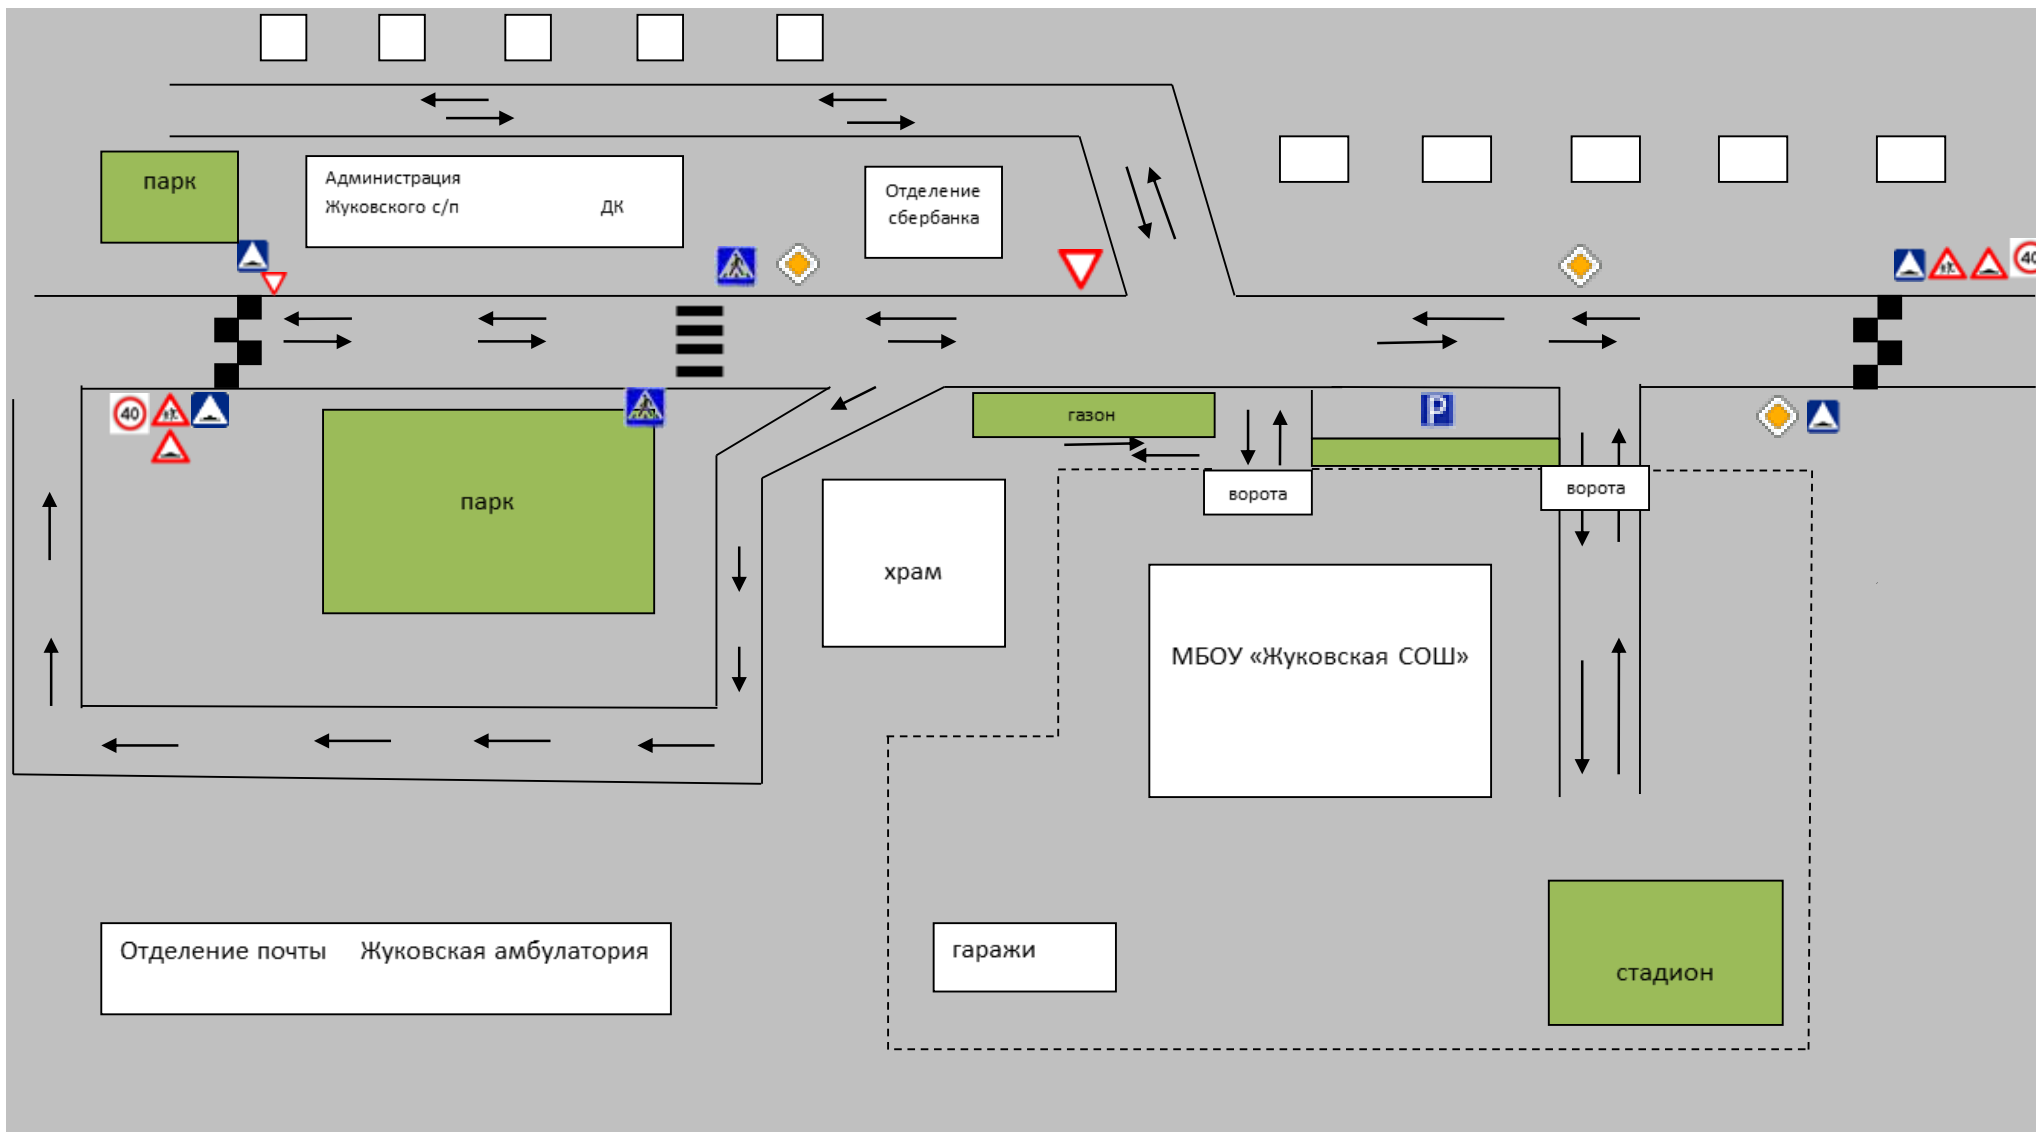 парк
Администрация
Жуковского с/п ДК
Отделение
сбербанка
40
40
газон
P
ворота
ворота
парк
храм
МБОУ «Жуковская СОШ»
Отделение почты Жуковская амбулатория
гаражи
стадион